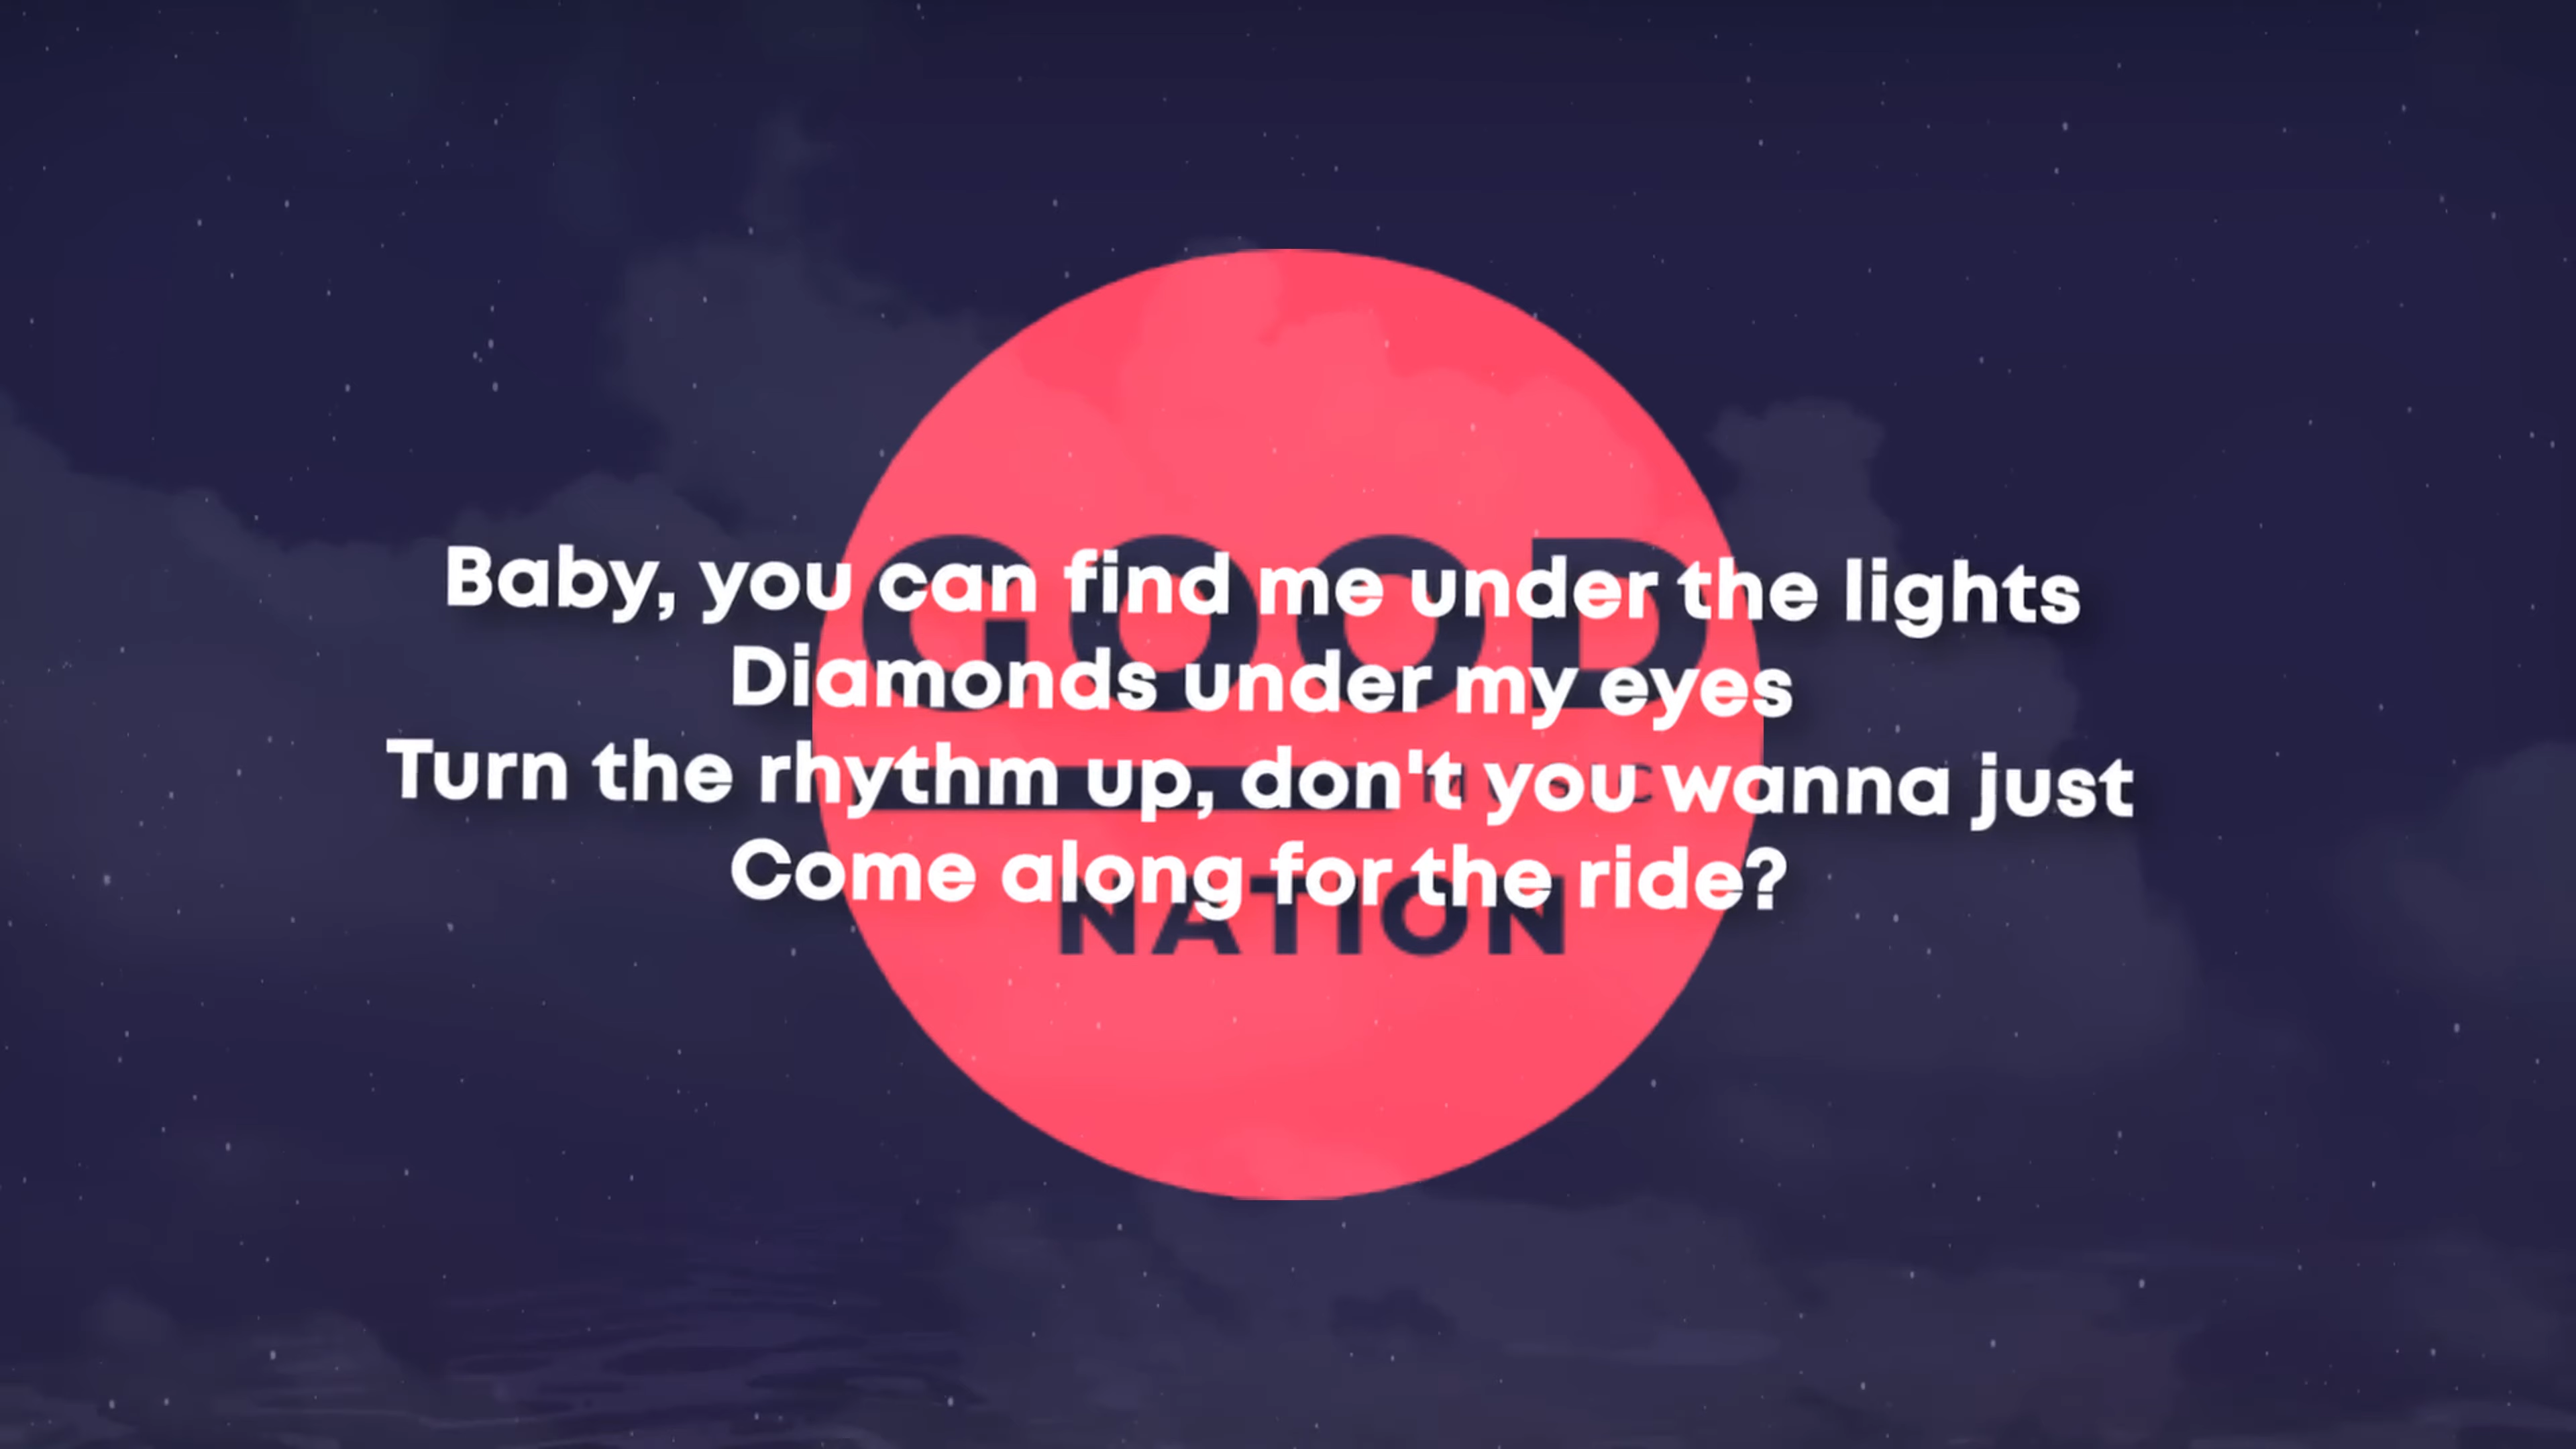 Baby, you can find me under the lights
Diamonds under my eyes
Turn the rhythm up, don't you wanna just
Come along for the ride?
GOOD
MUSIC
NATION